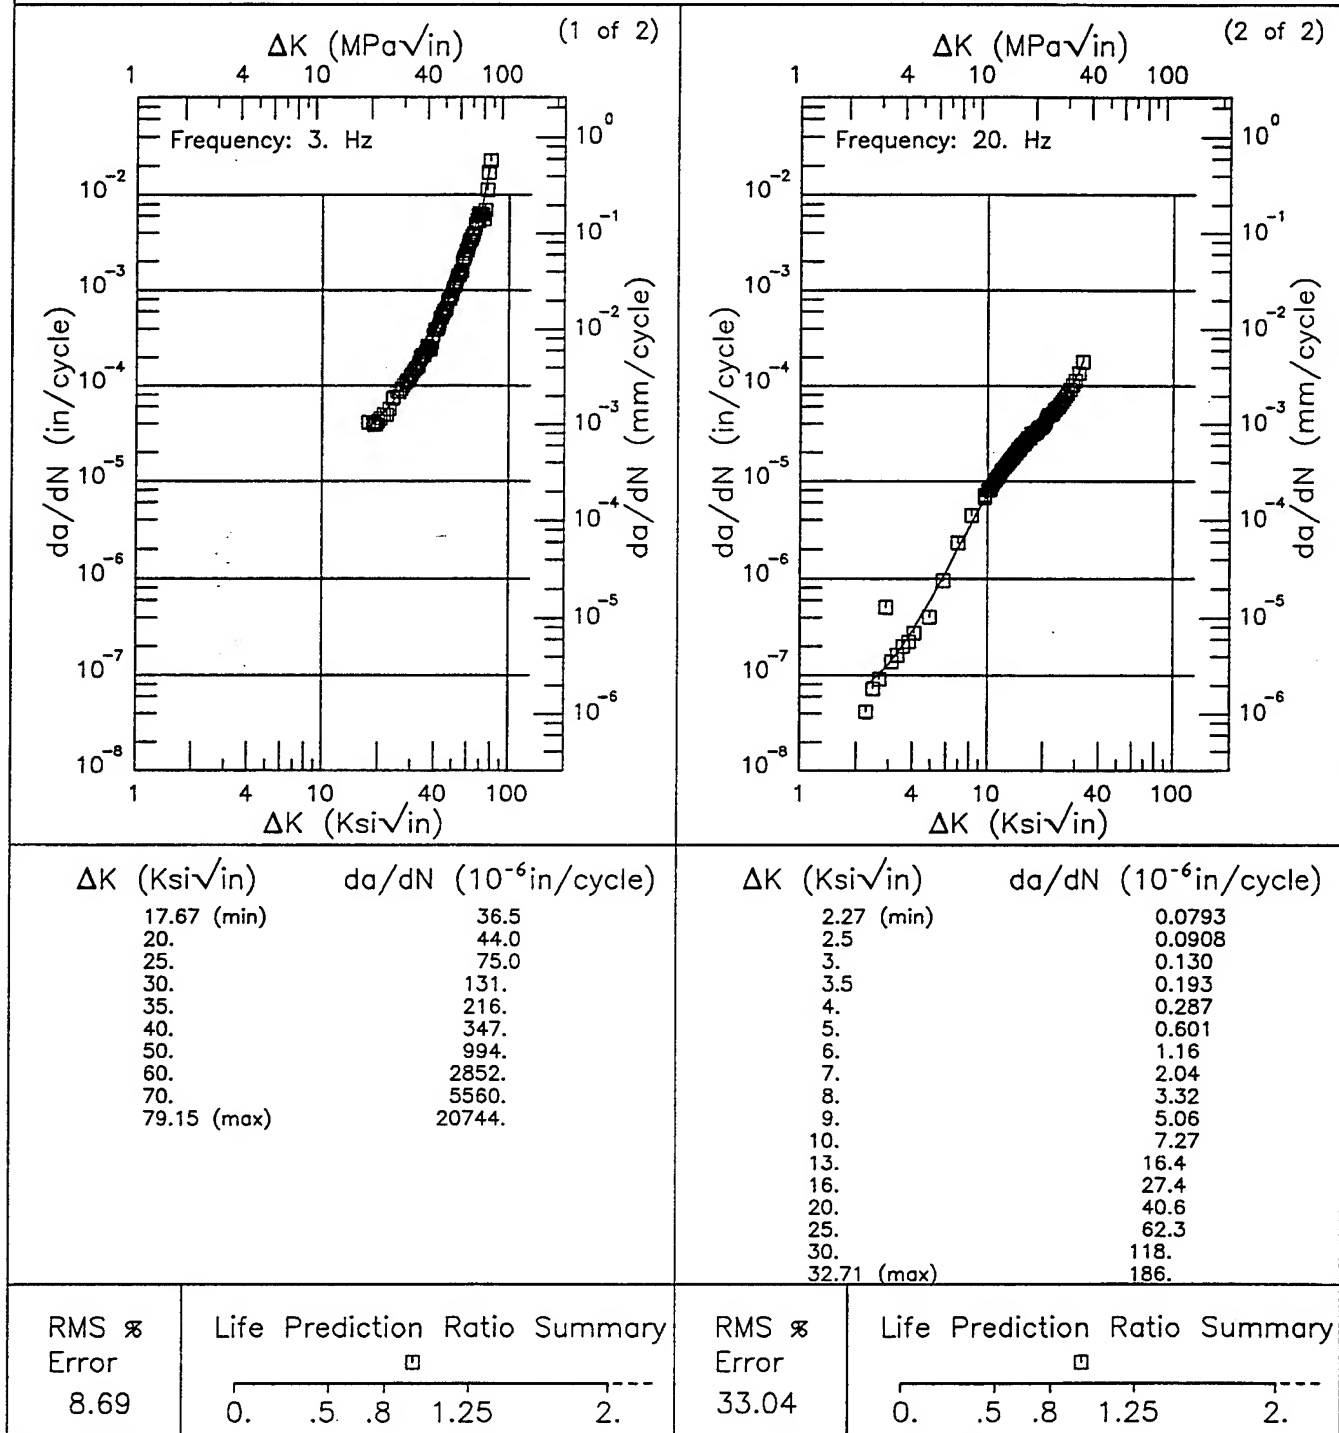 (1 of 2)
ΔK (MPa√in)
1 4 10 40 100
Frequency: 3. Hz
10⁻²
10⁻³
10⁻⁴
10⁻⁵
10⁻⁶
10⁻⁷
10⁻⁸
da/dN (in/cycle)
10⁰
10⁻¹
10⁻²
10⁻³
10⁻⁴
10⁻⁵
10⁻⁶
da/dN (mm/cycle)
1 4 10 40 100
ΔK (Ksi√in)
(2 of 2)
ΔK (MPa√in)
1 4 10 40 100
Frequency: 20. Hz
10⁻²
10⁻³
10⁻⁴
10⁻⁵
10⁻⁶
10⁻⁷
10⁻⁸
da/dN (in/cycle)
10⁰
10⁻¹
10⁻²
10⁻³
10⁻⁴
10⁻⁵
10⁻⁶
da/dN (mm/cycle)
1 4 10 40 100
ΔK (Ksi√in)
ΔK (Ksi√in) da/dN (10⁻⁶in/cycle)
17.67 (min) 36.5
20. 44.0
25. 75.0
30. 131.
35. 216.
40. 347.
50. 994.
60. 2852.
70. 5560.
79.15 (max) 20744.
ΔK (Ksi√in) da/dN (10⁻⁶in/cycle)
2.27 (min) 0.0793
2.5 0.0908
3. 0.130
3.5 0.193
4. 0.287
5. 0.601
6. 1.16
7. 2.04
8. 3.32
9. 5.06
10. 7.27
13. 16.4
16. 27.4
20. 40.6
25. 62.3
30. 118.
32.71 (max) 186.
RMS %
Error
8.69
Life Prediction Ratio Summary
0. .5 .8 1.25 2.
RMS %
Error
33.04
Life Prediction Ratio Summary
0. .5 .8 1.25 2.